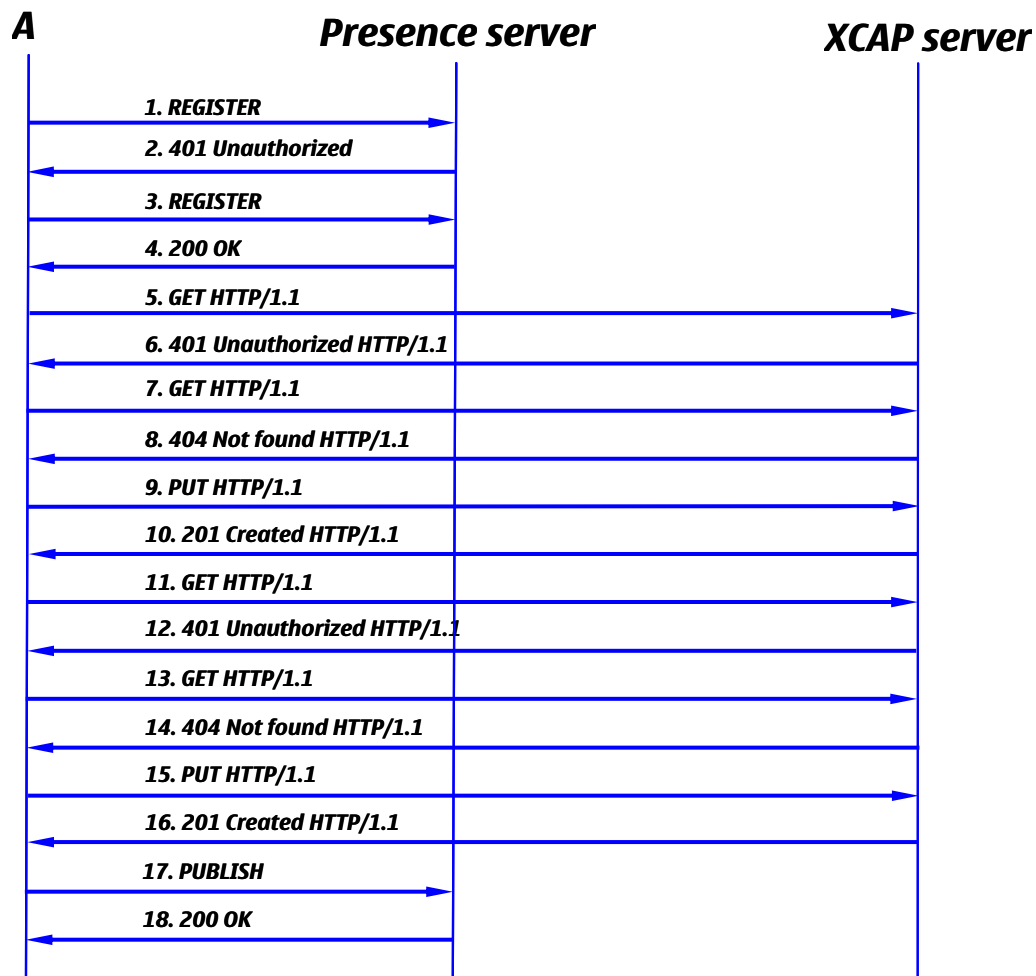 A
Presence server
XCAP server
1. REGISTER
2. 401 Unauthorized
3. REGISTER
4. 200 OK
5. GET HTTP/1.1
6. 401 Unauthorized HTTP/1.1
7. GET HTTP/1.1
8. 404 Not found HTTP/1.1
9. PUT HTTP/1.1
10. 201 Created HTTP/1.1
11. GET HTTP/1.1
12. 401 Unauthorized HTTP/1.1
13. GET HTTP/1.1
14. 404 Not found HTTP/1.1
15. PUT HTTP/1.1
16. 201 Created HTTP/1.1
17. PUBLISH
18. 200 OK